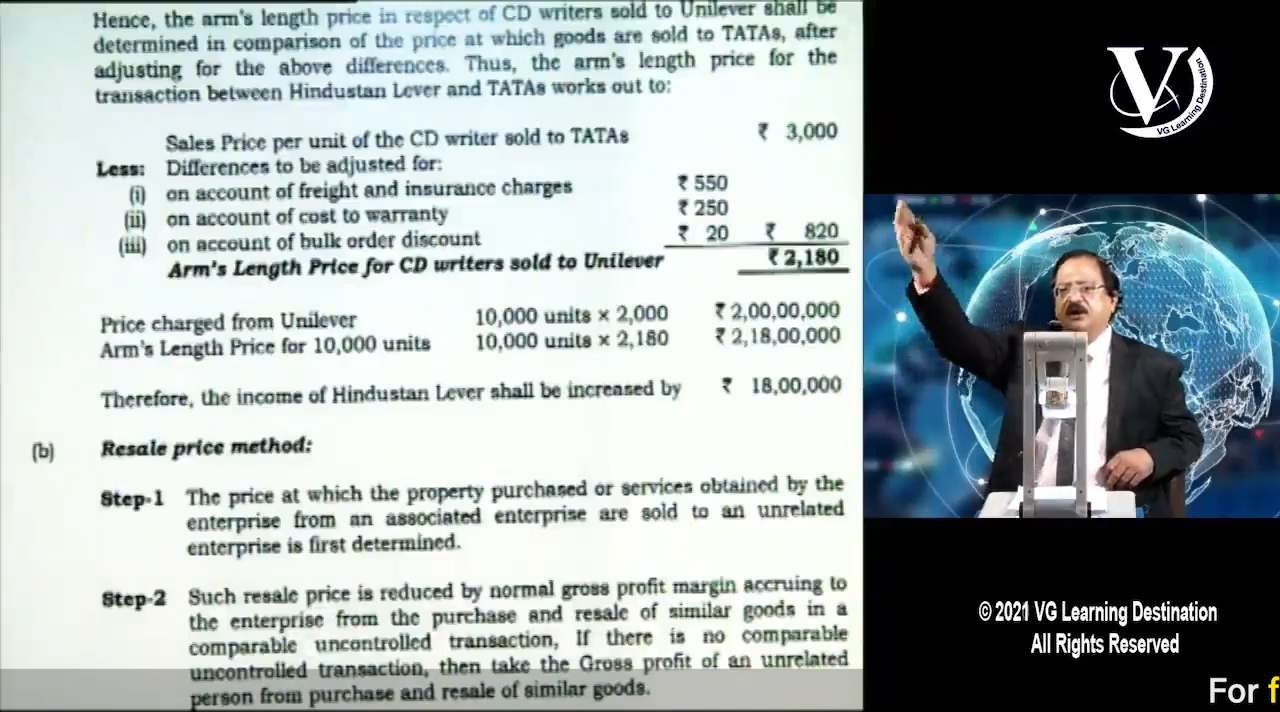 Hence, the arm's length price in respect of CD writers sold to Unilever shall be
determined in comparison of the price at which goods are sold to TATAs, after
adjusting for the above differences. Thus, the arm's length price for the
transaction between Hindustan Lever and TATAs works out to:
Sales Price per unit of the CD writer sold to TATAs ₹ 3,000
Less: Differences to be adjusted for:
(i) on account of freight and insurance charges ₹ 550
(ii) on account of cost to warranty ₹ 250
(iii) on account of bulk order discount ₹ 20 ₹ 820
Arm's Length Price for CD writers sold to Unilever ₹ 2,180
Price charged from Unilever 10,000 units × 2,000 ₹ 2,00,00,000
Arm's Length Price for 10,000 units 10,000 units × 2,180 ₹ 2,18,00,000
Therefore, the income of Hindustan Lever shall be increased by ₹ 18,00,000
(b) Resale price method:
Step-1 The price at which the property purchased or services obtained by the
enterprise from an associated enterprise are sold to an unrelated
enterprise is first determined.
Step-2 Such resale price is reduced by normal gross profit margin accruing to
the enterprise from the purchase and resale of similar goods in a
comparable uncontrolled transaction, If there is no comparable
uncontrolled transaction, then take the Gross profit of an unrelated
person from purchase and resale of similar goods.
V
VG Learning Destination
© 2021 VG Learning Destination
All Rights Reserved
For f